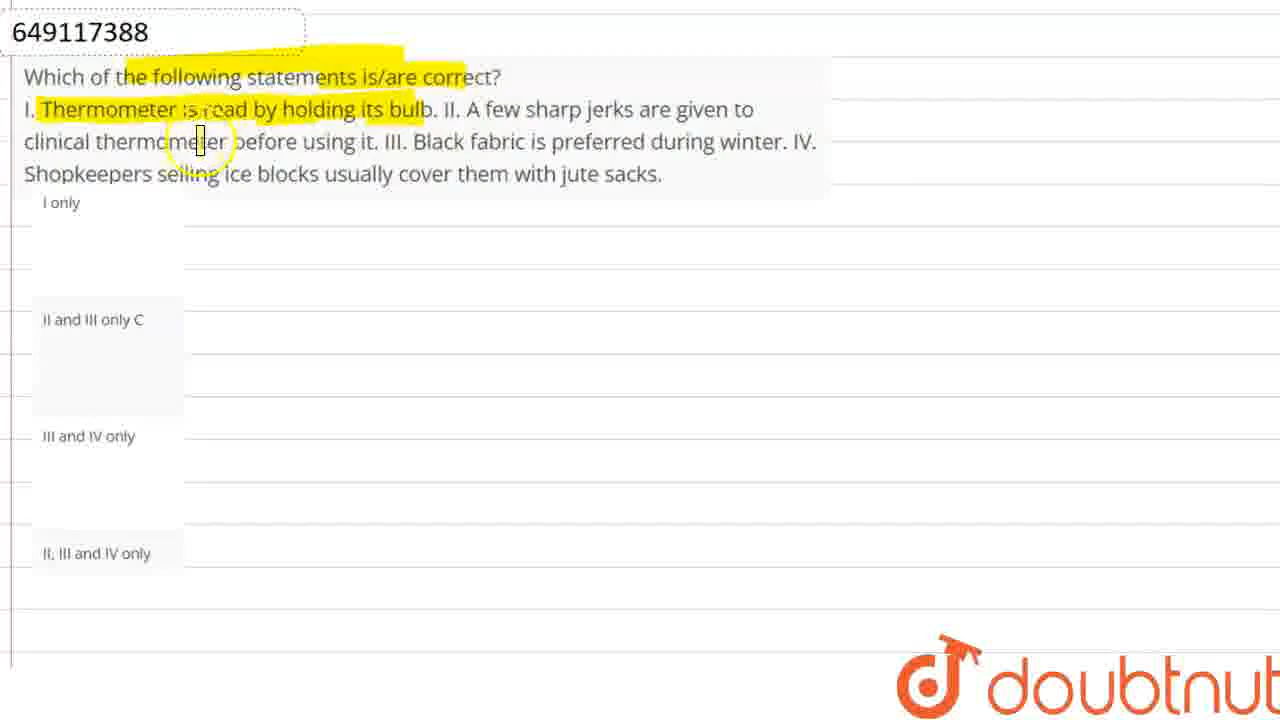 649117388
Which of the following statements is/are correct?
I. Thermometer is read by holding its bulb. II. A few sharp jerks are given to
clinical thermometer before using it. III. Black fabric is preferred during winter. IV.
Shopkeepers selling ice blocks usually cover them with jute sacks.
I only
II and III only C
III and IV only
II, III and IV only
doubtnut